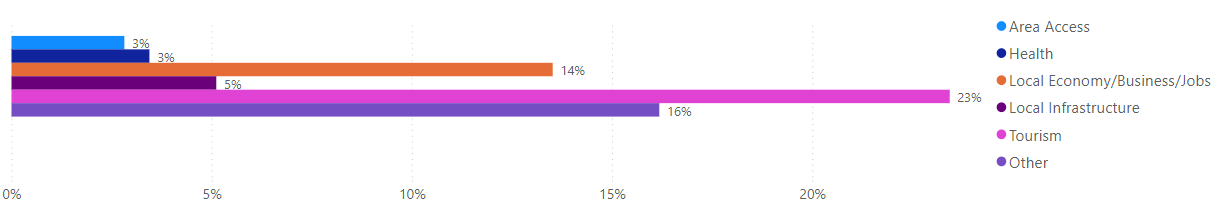 3%
3%
14%
5%
23%
16%
0% 5% 10% 15% 20%
Area Access
Health
Local Economy/Business/Jobs
Local Infrastructure
Tourism
Other